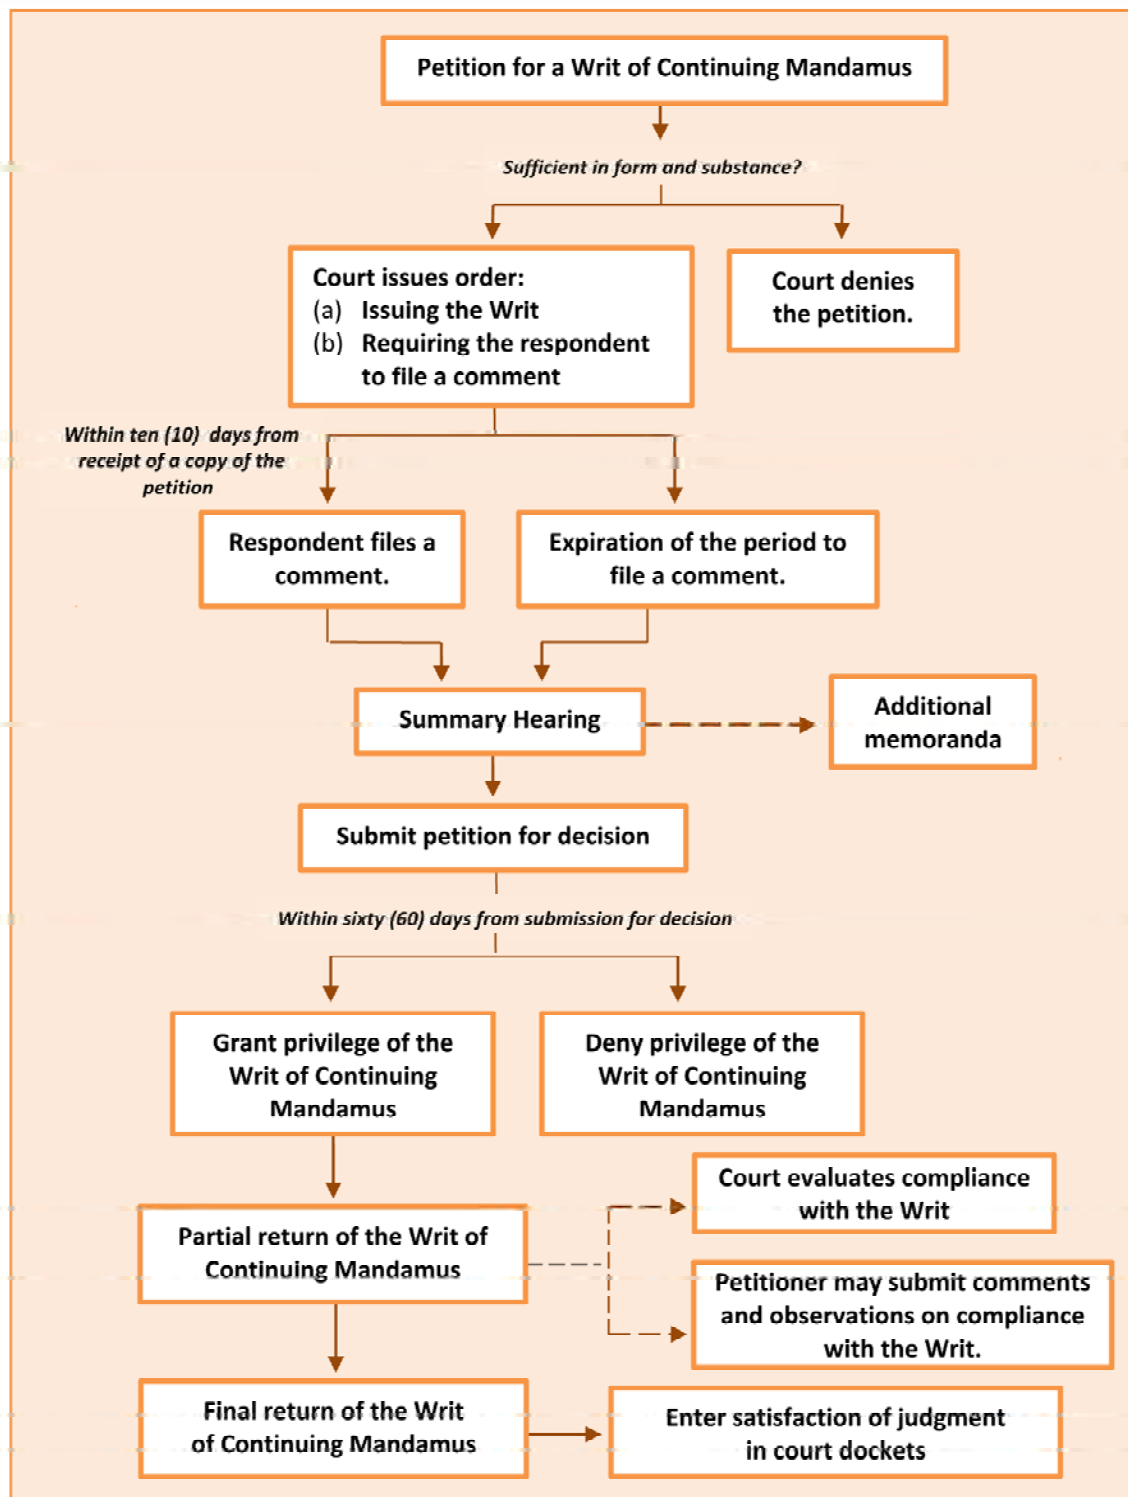 Petition for a Writ of Continuing Mandamus
Sufficient in form and substance?
Court issues order:
(a) Issuing the Writ
(b) Requiring the respondent
to file a comment
Court denies
the petition.
Within ten (10) days from
receipt of a copy of the
petition
Respondent files a
comment.
Expiration of the period to
file a comment.
Summary Hearing
Additional
memoranda
Submit petition for decision
Within sixty (60) days from submission for decision
Grant privilege of the
Writ of Continuing
Mandamus
Deny privilege of the
Writ of Continuing
Mandamus
Court evaluates compliance
with the Writ
Partial return of the Writ of
Continuing Mandamus
Petitioner may submit comments
and observations on compliance
with the Writ.
Final return of the Writ
of Continuing Mandamus
Enter satisfaction of judgment
in court dockets